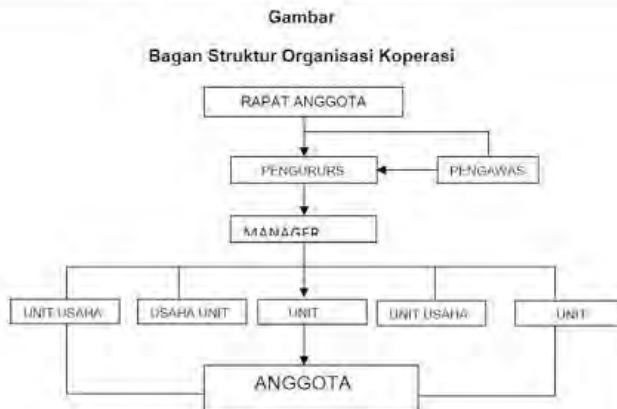 Gambar
Bagan Struktur Organisasi Koperasi
RAPAT ANGGOTA
PENGURURS
PENGAWAS
MANAGER
UNIT USAHA
USAHA UNIT
UNIT
UNIT USAHA
UNIT
ANGGOTA